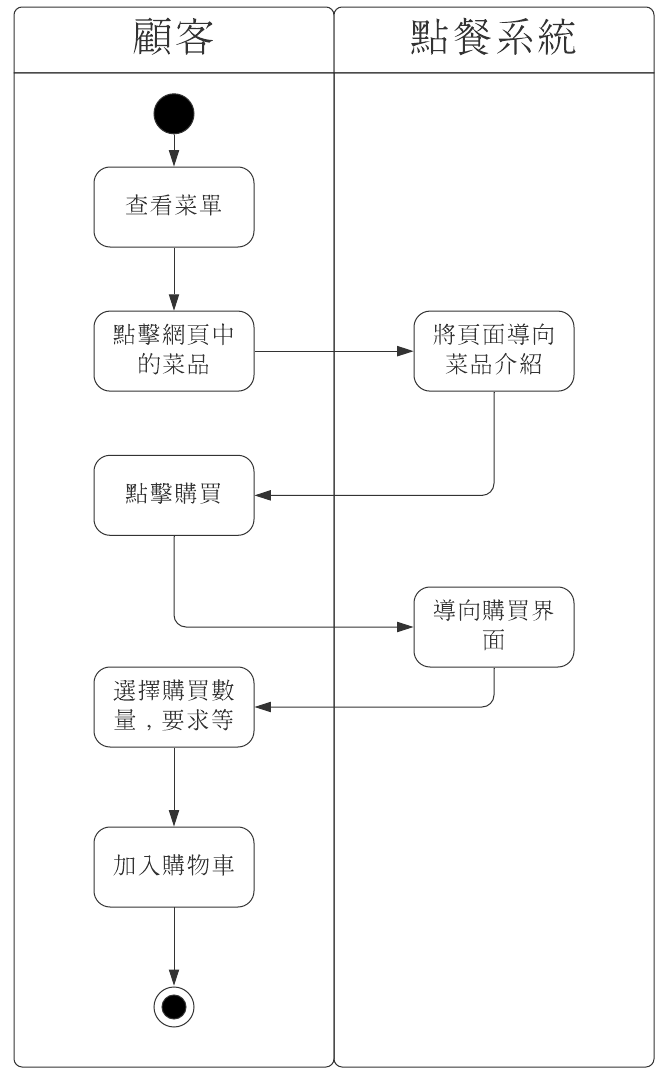 顧客
點餐系統
查看菜單
點擊網頁中
的菜品
將頁面導向
菜品介紹
點擊購買
導向購買界
面
選擇購買數
量，要求等
加入購物車